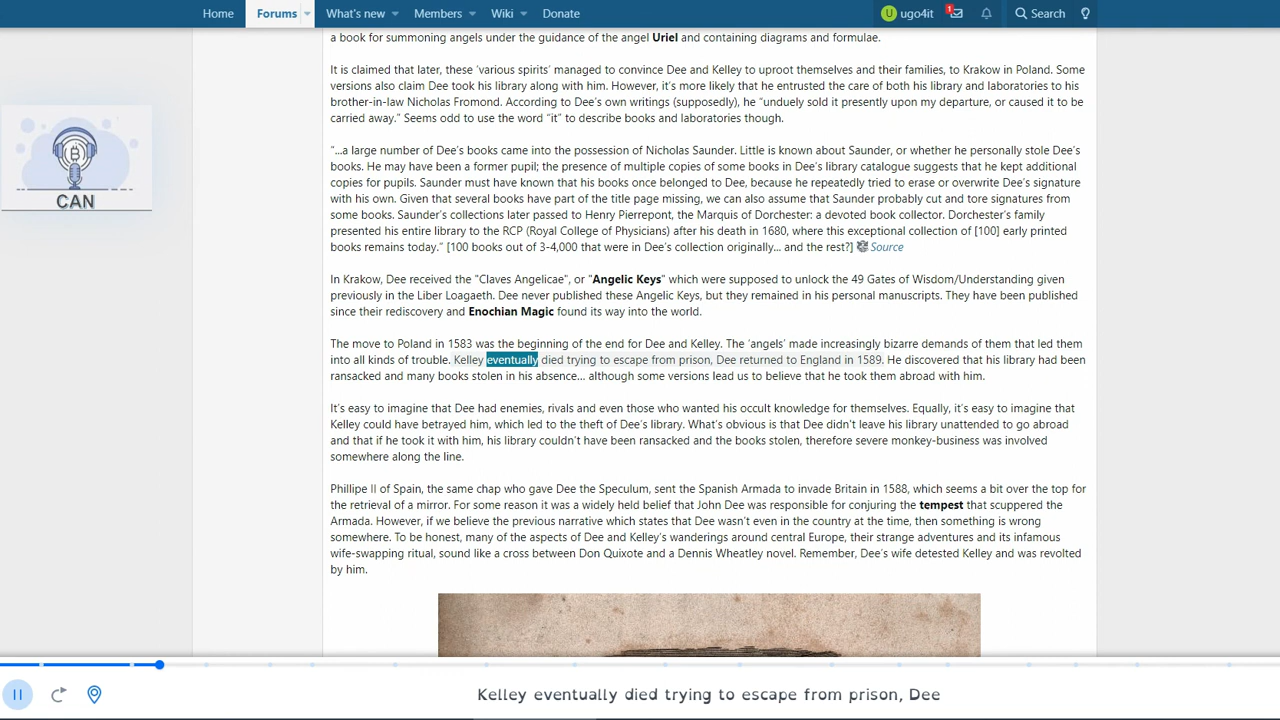 Home Forums What's new Members Wiki Donate U ugo4it 1 Search
a book for summoning angels under the guidance of the angel Uriel and containing diagrams and formulae.
It is claimed that later, these ‘various spirits’ managed to convince Dee and Kelley to uproot themselves and their families, to Krakow in Poland. Some
versions also claim Dee took his library along with him. However, it’s more likely that he entrusted the care of both his library and laboratories to his
brother-in-law Nicholas Fromond. According to Dee’s own writings (supposedly), he “unduely sold it presently upon my departure, or caused it to be
carried away.” Seems odd to use the word “it” to describe books and laboratories though.
“...a large number of Dee’s books came into the possession of Nicholas Saunder. Little is known about Saunder, or whether he personally stole Dee’s
books. He may have been a former pupil; the presence of multiple copies of some books in Dee’s library catalogue suggests that he kept additional
copies for pupils. Saunder must have known that his books once belonged to Dee, because he repeatedly tried to erase or overwrite Dee’s signature
with his own. Given that several books have part of the title page missing, we can also assume that Saunder probably cut and tore signatures from
some books. Saunder’s collections later passed to Henry Pierrepont, the Marquis of Dorchester: a devoted book collector. Dorchester’s family
presented his entire library to the RCP (Royal College of Physicians) after his death in 1680, where this exceptional collection of [100] early printed
books remains today.” [100 books out of 3-4,000 that were in Dee’s collection originally... and the rest?] Source
In Krakow, Dee received the "Claves Angelicae", or "Angelic Keys" which were supposed to unlock the 49 Gates of Wisdom/Understanding given
previously in the Liber Loagaeth. Dee never published these Angelic Keys, but they remained in his personal manuscripts. They have been published
since their rediscovery and Enochian Magic found its way into the world.
The move to Poland in 1583 was the beginning of the end for Dee and Kelley. The ‘angels’ made increasingly bizarre demands of them that led them
into all kinds of trouble. Kelley eventually died trying to escape from prison, Dee returned to England in 1589. He discovered that his library had been
ransacked and many books stolen in his absence... although some versions lead us to believe that he took them abroad with him.
It’s easy to imagine that Dee had enemies, rivals and even those who wanted his occult knowledge for themselves. Equally, it’s easy to imagine that
Kelley could have betrayed him, which led to the theft of Dee’s library. What’s obvious is that Dee didn’t leave his library unattended to go abroad
and that if he took it with him, his library couldn’t have been ransacked and the books stolen, therefore severe monkey-business was involved
somewhere along the line.
Phillipe II of Spain, the same chap who gave Dee the Speculum, sent the Spanish Armada to invade Britain in 1588, which seems a bit over the top for
the retrieval of a mirror. For some reason it was a widely held belief that John Dee was responsible for conjuring the tempest that scuppered the
Armada. However, if we believe the previous narrative which states that Dee wasn’t even in the country at the time, then something is wrong
somewhere. To be honest, many of the aspects of Dee and Kelley’s wanderings around central Europe, their strange adventures and its infamous
wife-swapping ritual, sound like a cross between Don Quixote and a Dennis Wheatley novel. Remember, Dee’s wife detested Kelley and was revolted
by him.
CAN
Kelley eventually died trying to escape from prison, Dee